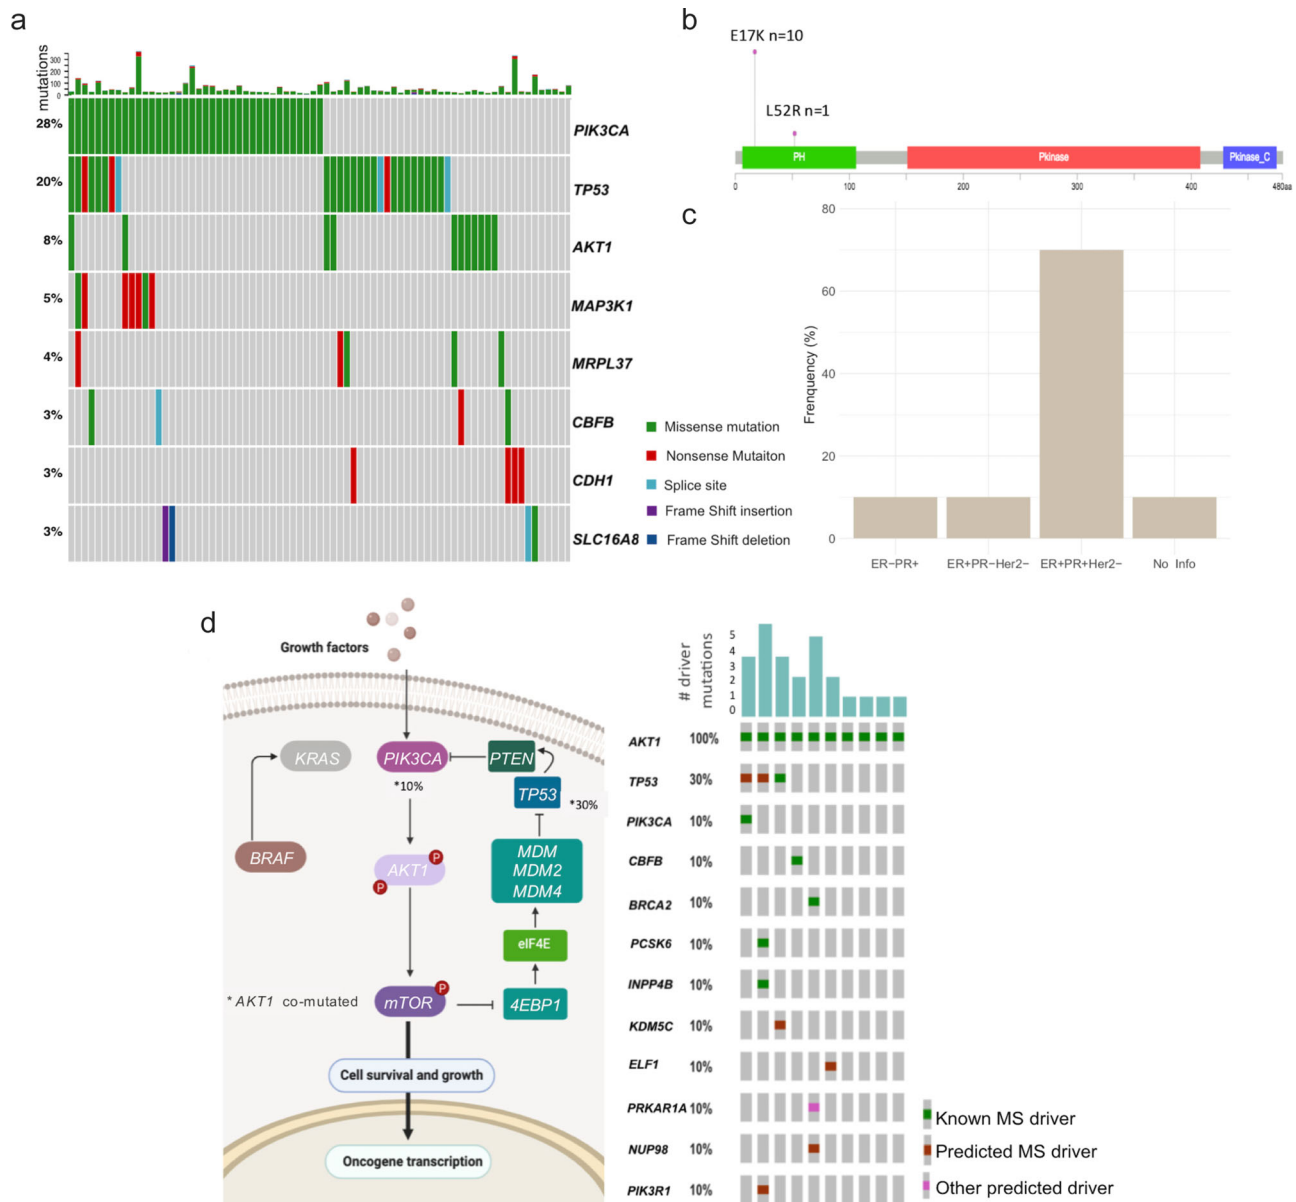 a
mutations
300
200
100
0
28% PIK3CA
20% TP53
8% AKT1
5% MAP3K1
4% MRPL37
3% CBFB
3% CDH1
3% SLC16A8
Missense mutation
Nonsense Mutaiton
Splice site
Frame Shift insertion
Frame Shift deletion
b
E17K n=10
L52R n=1
PH Pkinase Pkinase_C
0 100 200 300 400 480aa
c
Frenquency (%)
80
60
40
20
0
ER−PR+ ER+PR−Her2− ER+PR+Her2− No Info
d
Growth factors
KRAS PIK3CA PTEN
*10%
TP53
*30%
BRAF AKT1 P P
MDM
MDM2
MDM4
eIF4E
* AKT1 co-mutated mTOR P 4EBP1
Cell survival and growth
Oncogene transcription
# driver
mutations
5
4
3
2
1
0
AKT1 100%
TP53 30%
PIK3CA 10%
CBFB 10%
BRCA2 10%
PCSK6 10%
INPP4B 10%
KDM5C 10%
ELF1 10%
PRKAR1A 10%
NUP98 10%
PIK3R1 10%
Known MS driver
Predicted MS driver
Other predicted driver